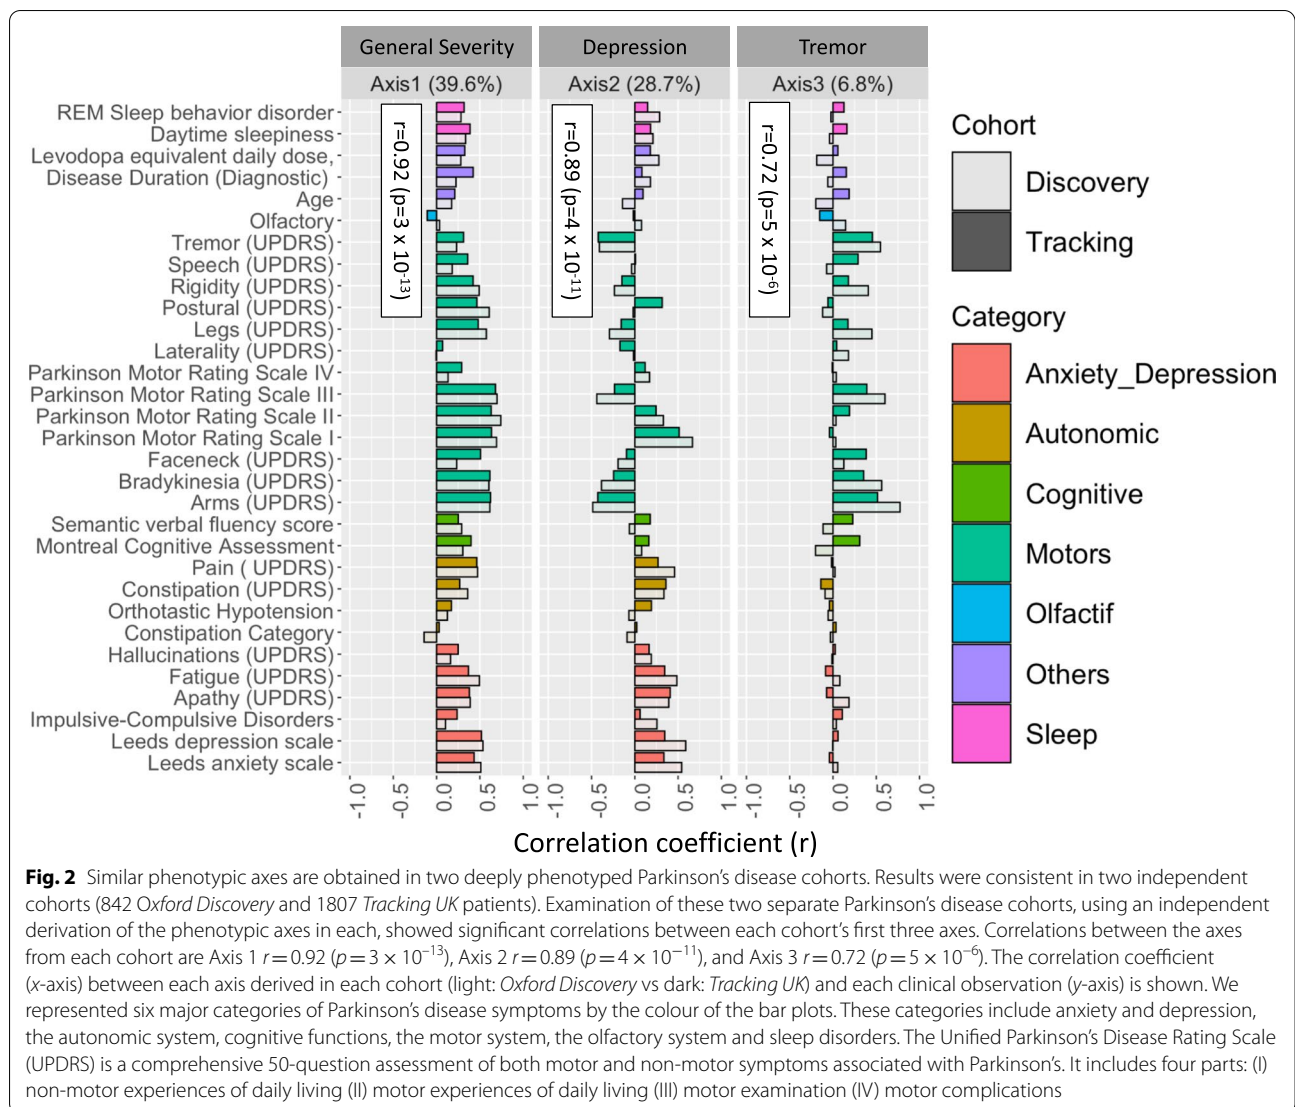 General Severity
Depression
Tremor
Axis1 (39.6%)
Axis2 (28.7%)
Axis3 (6.8%)
REM Sleep behavior disorder
Daytime sleepiness
Levodopa equivalent daily dose,
Disease Duration (Diagnostic)
Age
Olfactory
Tremor (UPDRS)
Speech (UPDRS)
Rigidity (UPDRS)
Postural (UPDRS)
Legs (UPDRS)
Laterality (UPDRS)
Parkinson Motor Rating Scale IV
Parkinson Motor Rating Scale III
Parkinson Motor Rating Scale II
Parkinson Motor Rating Scale I
Faceneck (UPDRS)
Bradykinesia (UPDRS)
Arms (UPDRS)
Semantic verbal fluency score
Montreal Cognitive Assessment
Pain ( UPDRS)
Constipation (UPDRS)
Orthotastic Hypotension
Constipation Category
Hallucinations (UPDRS)
Fatigue (UPDRS)
Apathy (UPDRS)
Impulsive-Compulsive Disorders
Leeds depression scale
Leeds anxiety scale
r=0.92 (p=3 x 10-13)
r=0.89 (p=4 x 10-11)
r=0.72 (p=5 x 10-6)
-1.0 -0.5 0.0 0.5 1.0
-1.0 -0.5 0.0 0.5 1.0
-1.0 -0.5 0.0 0.5 1.0
Correlation coefficient (r)
Cohort
Discovery
Tracking
Category
Anxiety_Depression
Autonomic
Cognitive
Motors
Olfactif
Others
Sleep
Fig. 2 Similar phenotypic axes are obtained in two deeply phenotyped Parkinson's disease cohorts. Results were consistent in two independent
cohorts (842 Oxford Discovery and 1807 Tracking UK patients). Examination of these two separate Parkinson's disease cohorts, using an independent
derivation of the phenotypic axes in each, showed significant correlations between each cohort's first three axes. Correlations between the axes
from each cohort are Axis 1 r = 0.92 (p = 3 × 10−13), Axis 2 r = 0.89 (p = 4 × 10−11), and Axis 3 r = 0.72 (p = 5 × 10−6). The correlation coefficient
(x-axis) between each axis derived in each cohort (light: Oxford Discovery vs dark: Tracking UK) and each clinical observation (y-axis) is shown. We
represented six major categories of Parkinson's disease symptoms by the colour of the bar plots. These categories include anxiety and depression,
the autonomic system, cognitive functions, the motor system, the olfactory system and sleep disorders. The Unified Parkinson's Disease Rating Scale
(UPDRS) is a comprehensive 50-question assessment of both motor and non-motor symptoms associated with Parkinson's. It includes four parts: (I)
non-motor experiences of daily living (II) motor experiences of daily living (III) motor examination (IV) motor complications